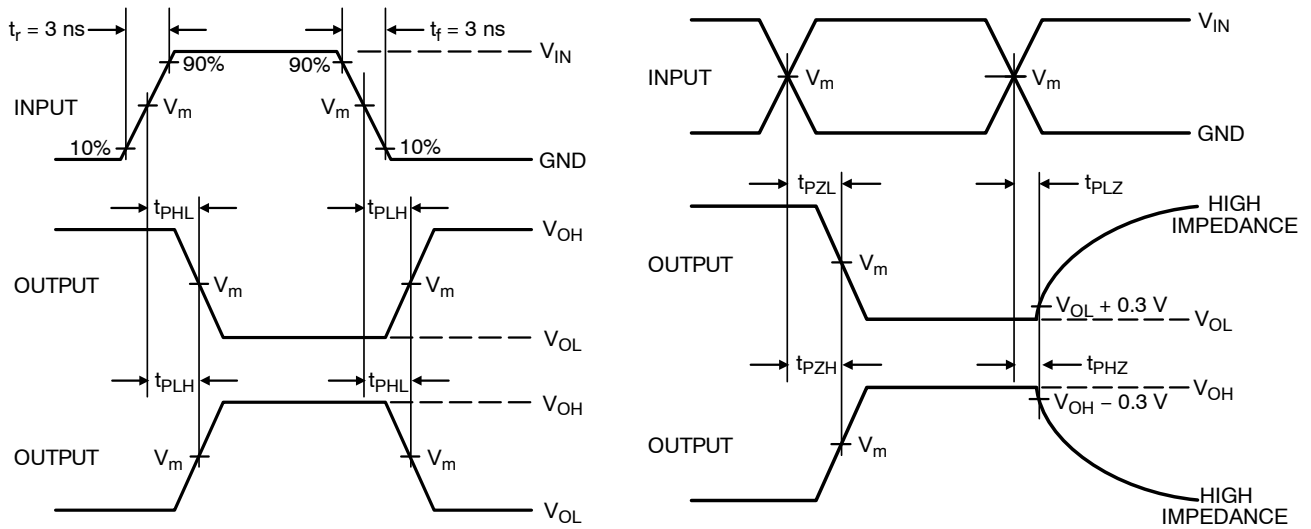 t_r = 3 ns
t_f = 3 ns
V_IN
90%
90%
INPUT
V_m
V_m
10%
10%
GND
t_PHL
t_PLH
V_OH
OUTPUT
V_m
V_m
V_OL
t_PLH
t_PHL
V_OH
OUTPUT
V_m
V_m
V_OL
V_IN
INPUT
V_m
V_m
GND
t_PZL
t_PLZ
HIGH
IMPEDANCE
OUTPUT
V_m
V_OL + 0.3 V
V_OL
t_PZH
t_PHZ
V_OH
V_OH − 0.3 V
OUTPUT
V_m
HIGH
IMPEDANCE